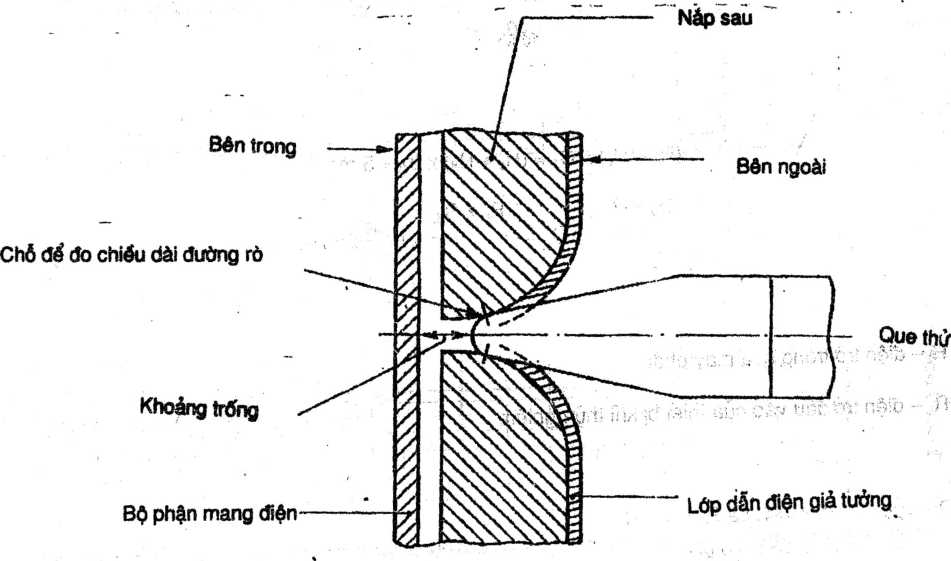 Nắp sau
Bên trong
Bên ngoài
Chỗ để đo chiều dài đường rò
Que thử
Khoảng trống
Bộ phận mang điện
Lớp dẫn điện giả tưởng